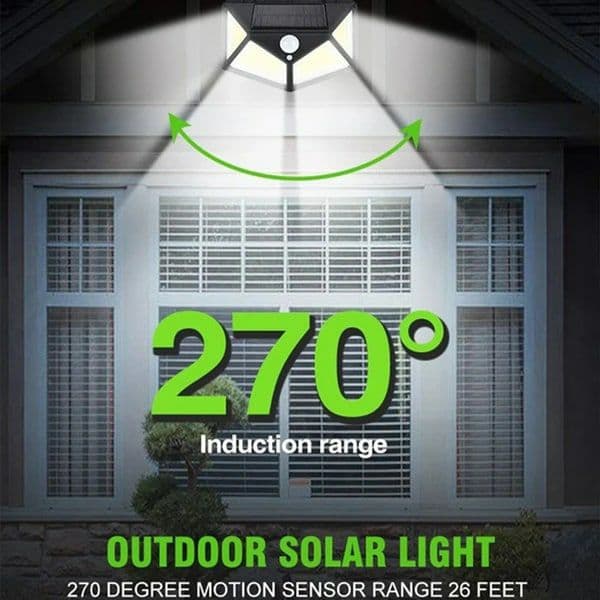 270°
Induction range
OUTDOOR SOLAR LIGHT
270 DEGREE MOTION SENSOR RANGE 26 FEET